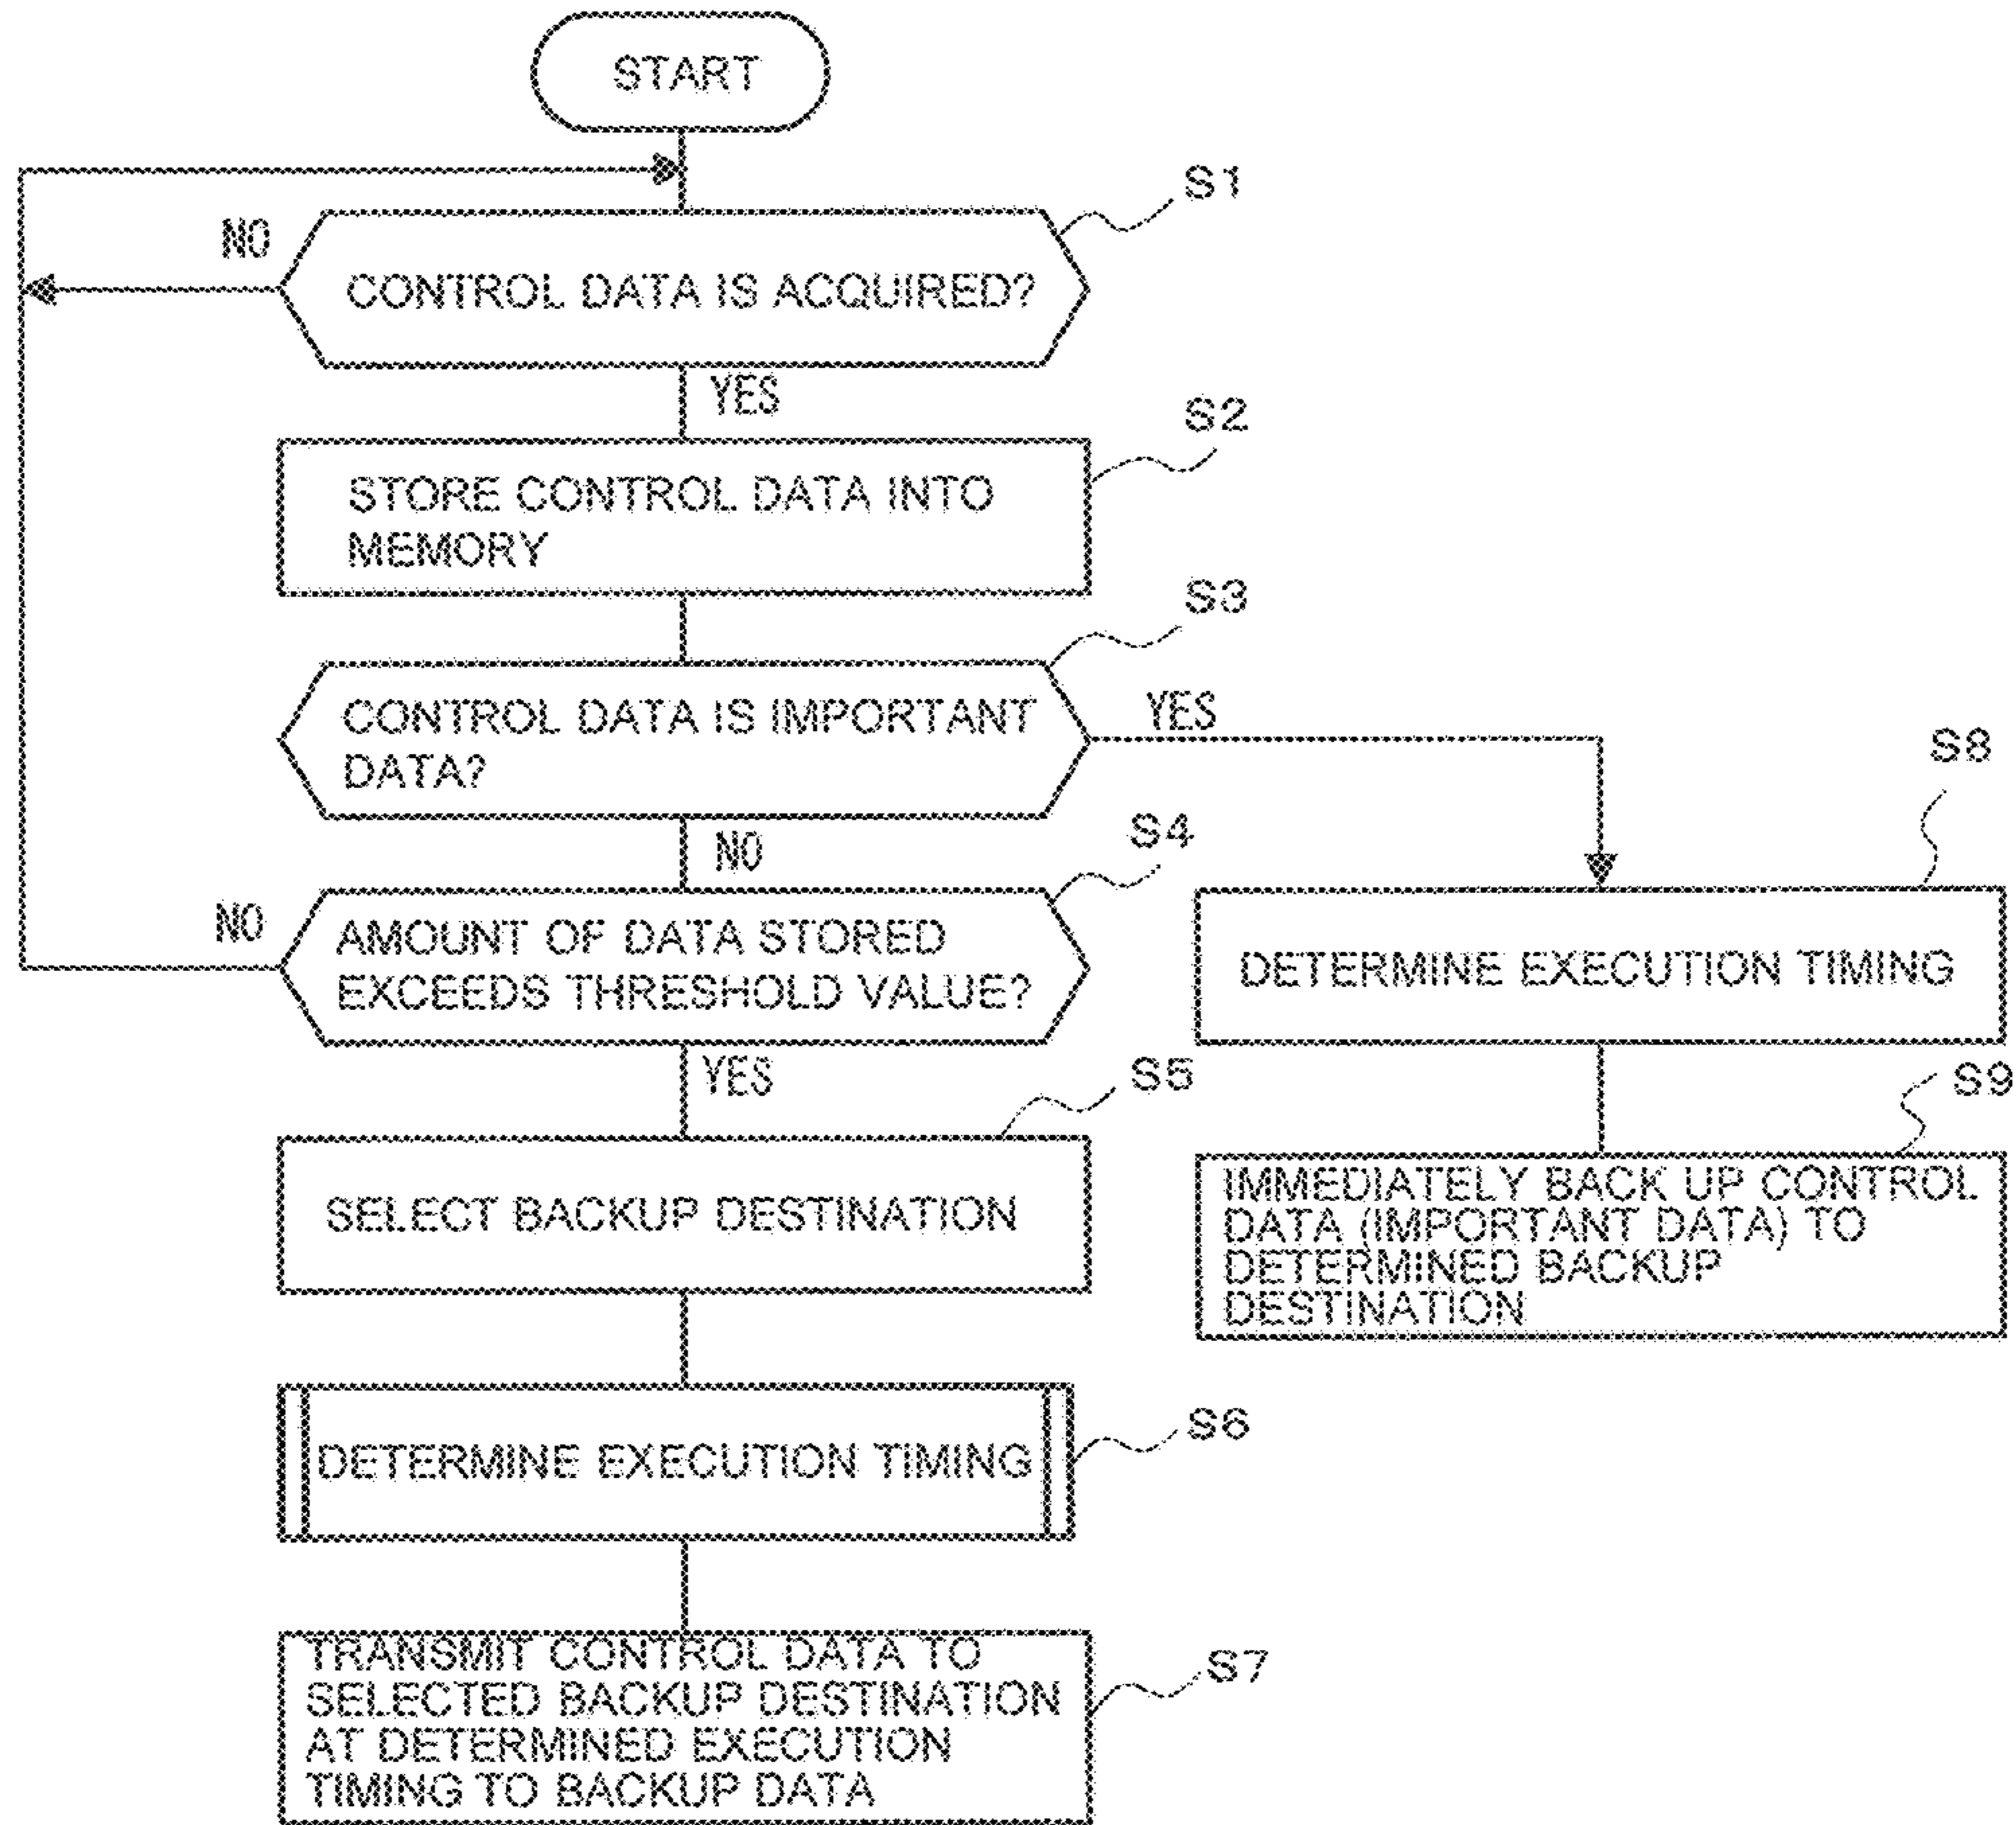 START
S1
NO
CONTROL DATA IS ACQUIRED?
YES
S2
STORE CONTROL DATA INTO
MEMORY
S3
CONTROL DATA IS IMPORTANT
DATA?
YES
S8
NO
S4
NO
AMOUNT OF DATA STORED
EXCEEDS THRESHOLD VALUE?
DETERMINE EXECUTION TIMING
YES
S5
S9
SELECT BACKUP DESTINATION
IMMEDIATELY BACK UP CONTROL
DATA (IMPORTANT DATA) TO
DETERMINED BACKUP
DESTINATION
S6
DETERMINE EXECUTION TIMING
S7
TRANSMIT CONTROL DATA TO
SELECTED BACKUP DESTINATION
AT DETERMINED EXECUTION
TIMING TO BACKUP DATA